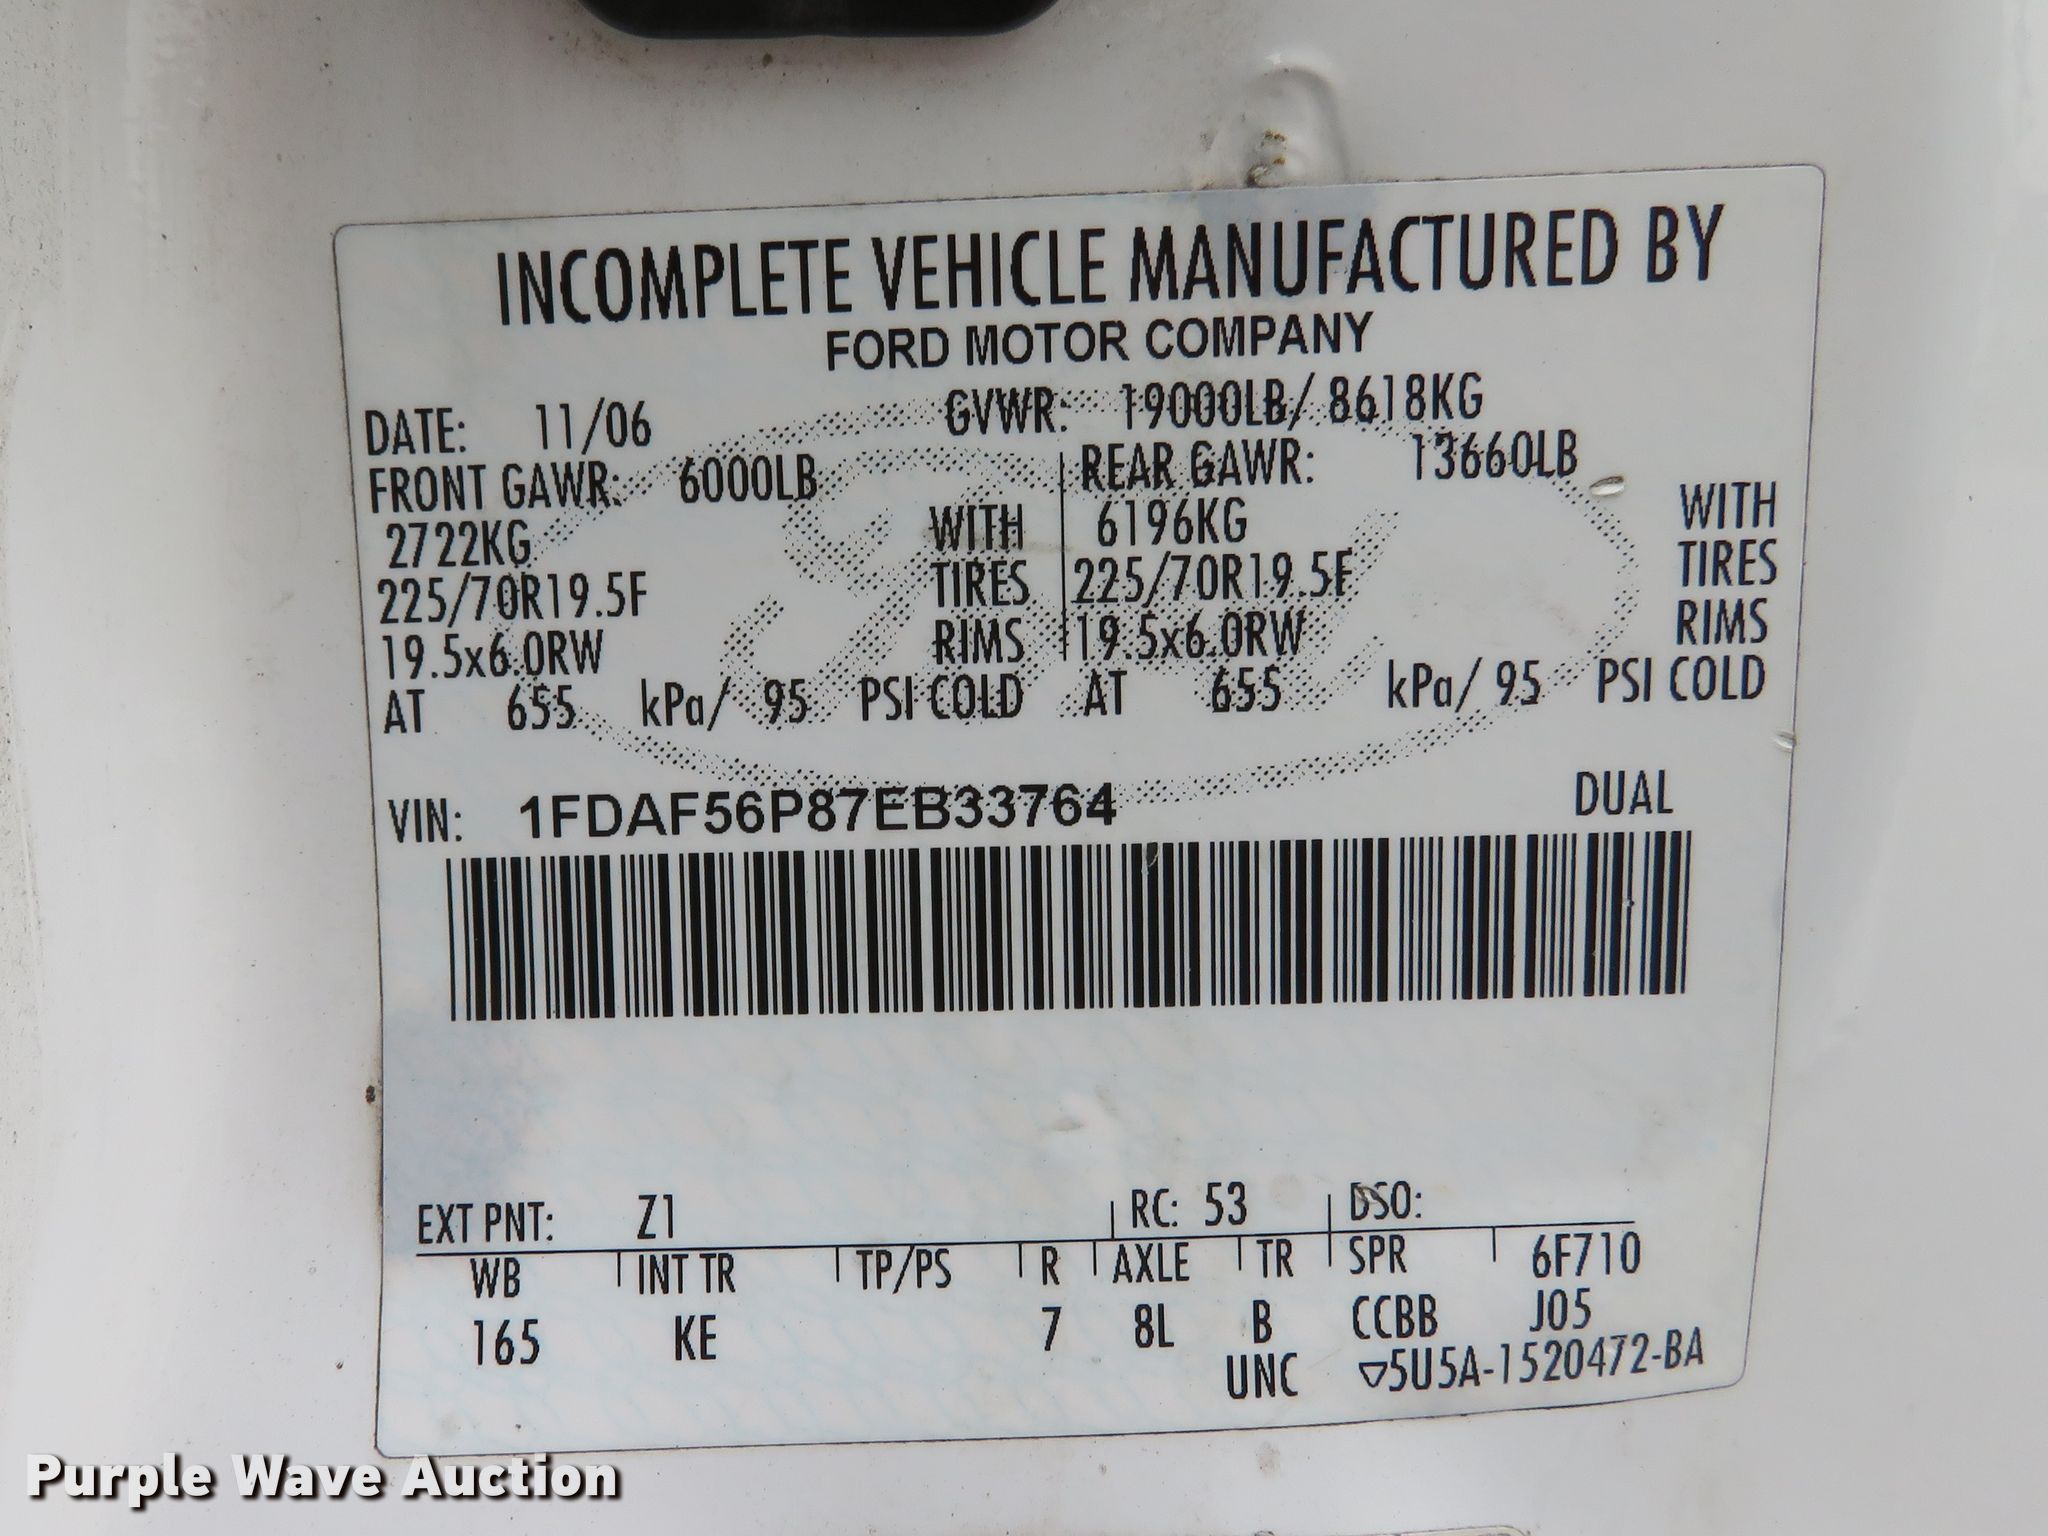 INCOMPLETE VEHICLE MANUFACTURED BY
FORD MOTOR COMPANY
DATE: 11/06 GVWR: 19000LB/ 8618KG
FRONT GAWR: 6000LB REAR GAWR: 13660LB
2722KG WITH 6196KG WITH
225/70R19.5F TIRES 225/70R19.5F TIRES
19.5x6.0RW RIMS 19.5x6.0RW RIMS
AT 655 kPa/ 95 PSI COLD AT 655 kPa/ 95 PSI COLD
VIN: 1FDAF56P87EB33764 DUAL
EXT PNT: Z1 RC: 53 DSO:
WB INT TR TP/PS R AXLE TR SPR 6F710
165 KE 7 8L B CCBB J05
UNC ▽5U5A-1520472-BA
Purple Wave Auction